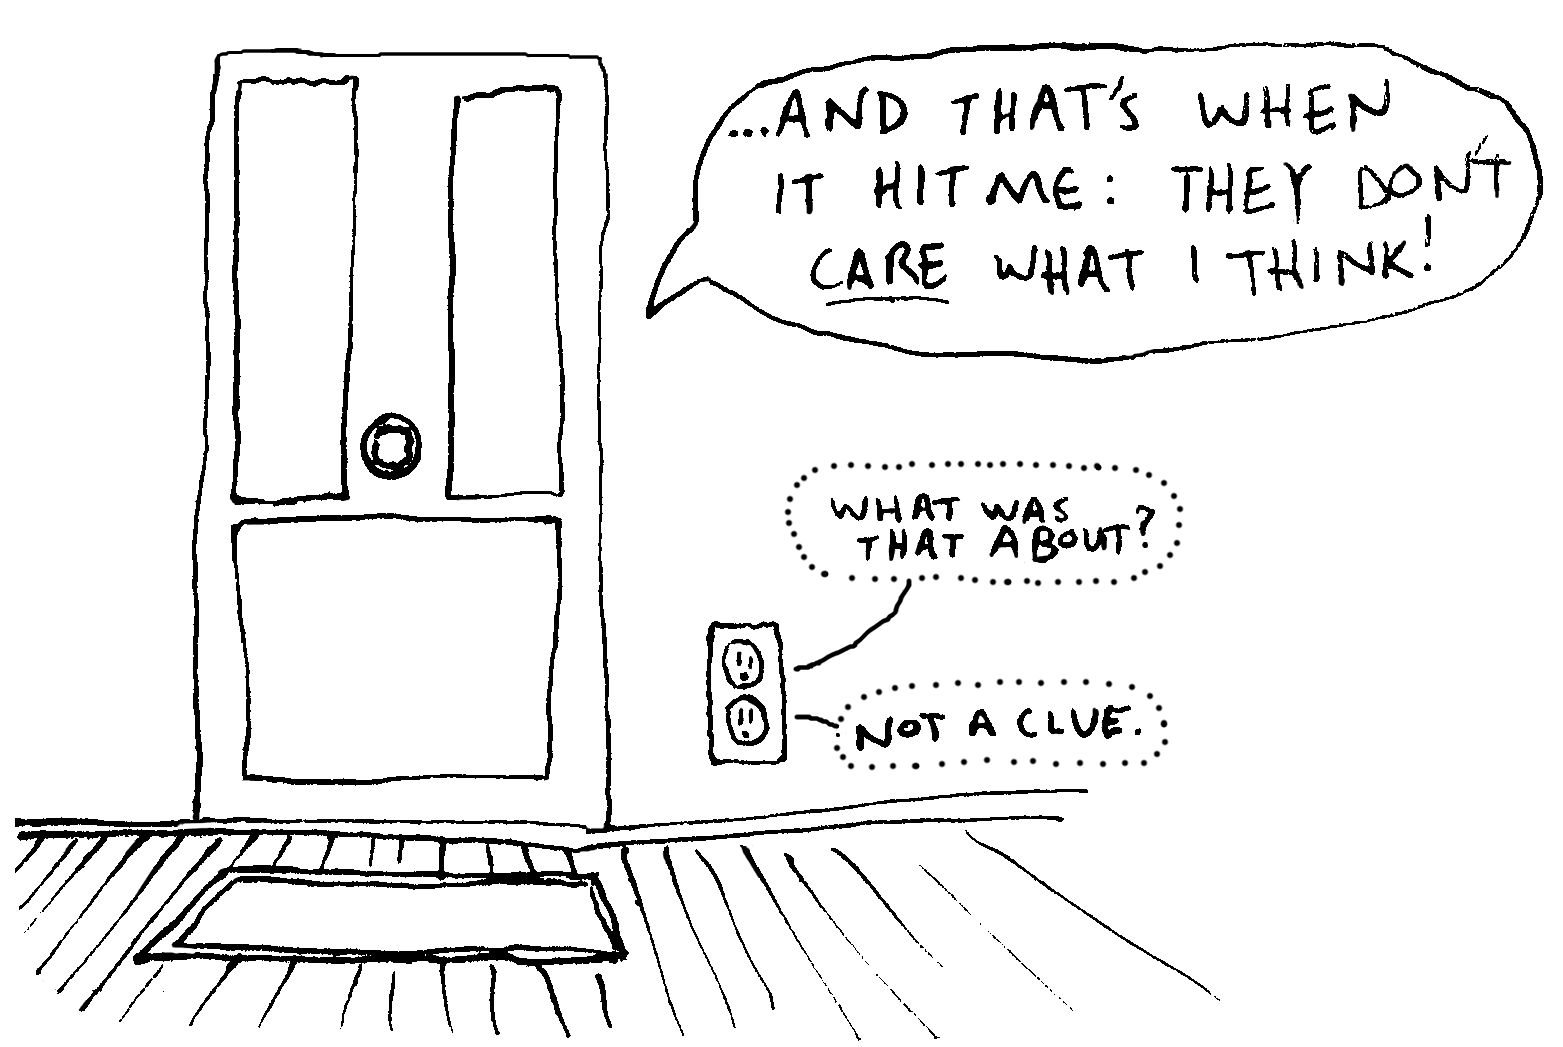 ...AND THAT'S WHEN
IT HIT ME: THEY DON'T
CARE WHAT I THINK!
WHAT WAS
THAT ABOUT?
NOT A CLUE.